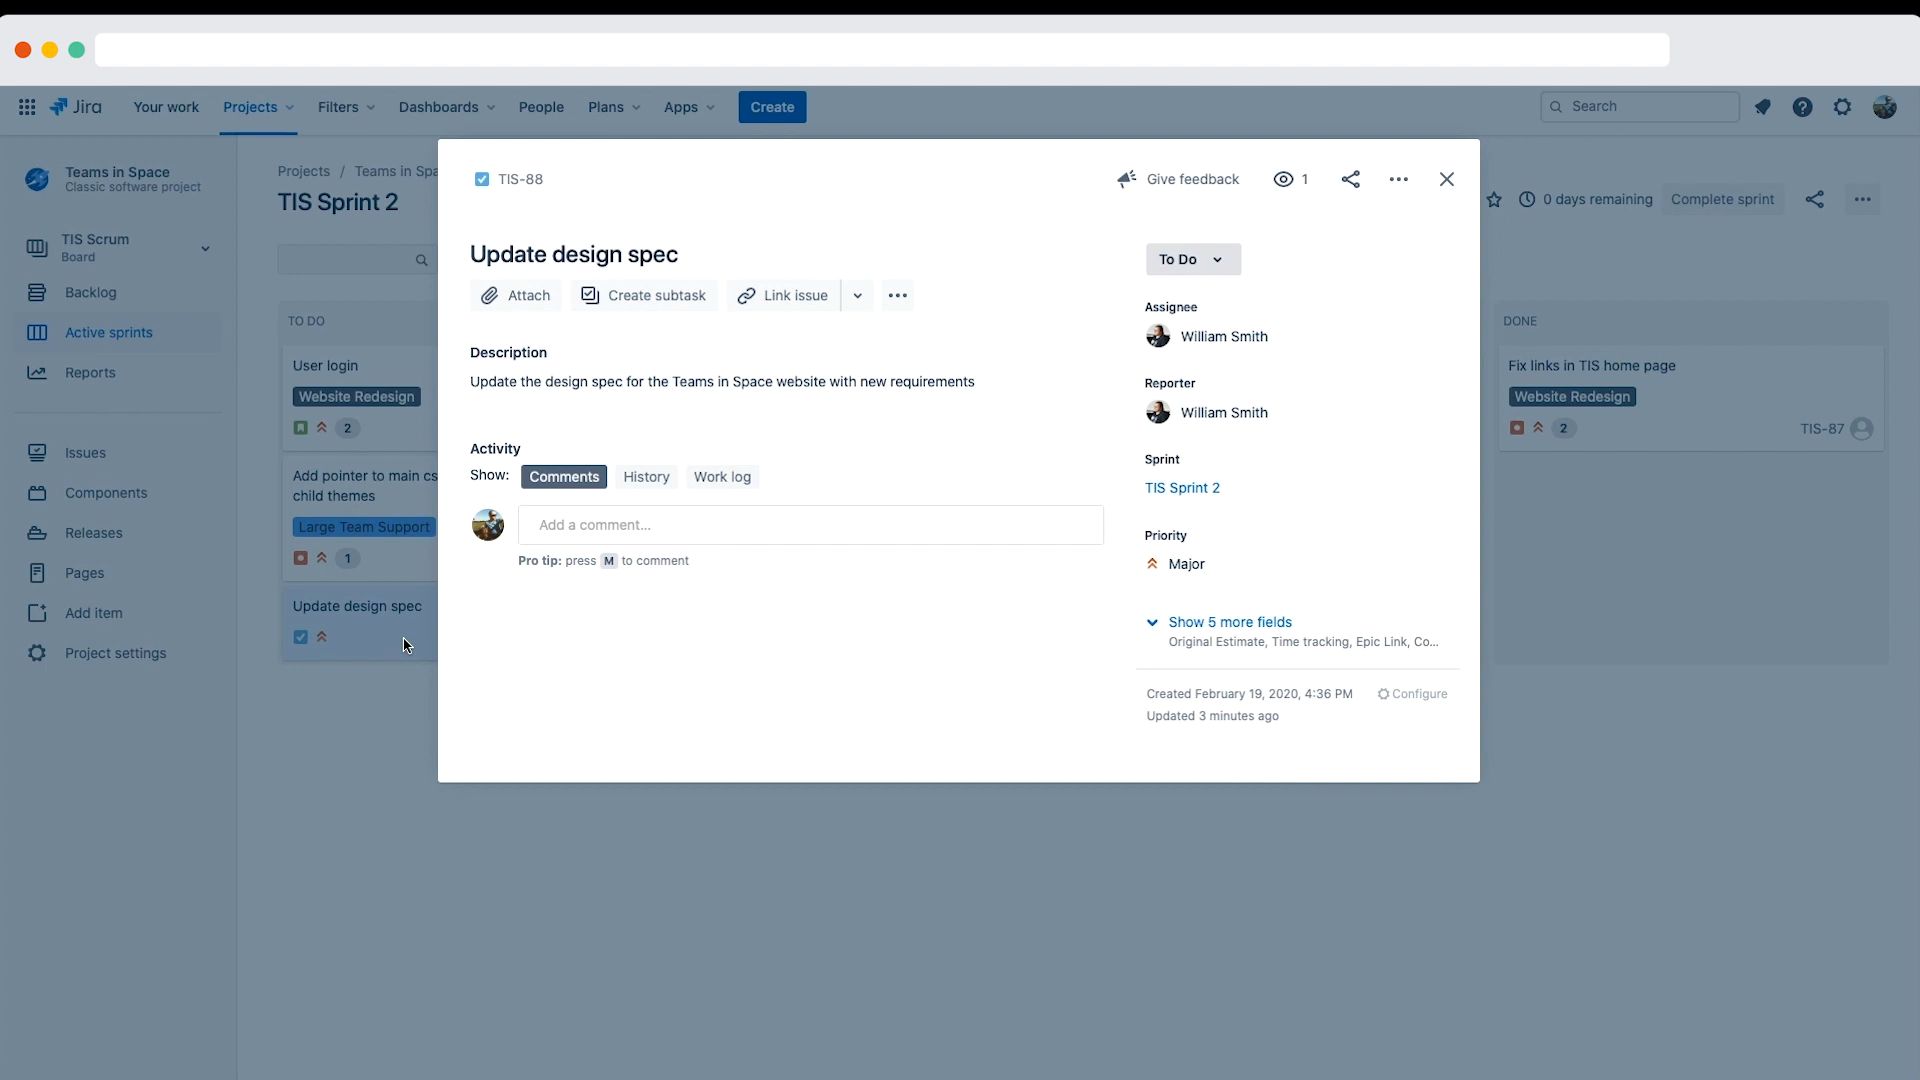 Jira
Your work
Projects
Filters
Dashboards
People
Plans
Apps
Create
Search
Teams in Space
Classic software project
TIS Scrum
Board
Backlog
Active sprints
Reports
Issues
Components
Releases
Pages
Add item
Project settings
Projects / Teams in Spa
TIS Sprint 2
0 days remaining
Complete sprint
TO DO
User login
Website Redesign
2
Add pointer to main cs
child themes
Large Team Support
1
Update design spec
TIS-88
Give feedback
1
Update design spec
Attach
Create subtask
Link issue
Description
Update the design spec for the Teams in Space website with new requirements
Activity
Show: Comments History Work log
Add a comment...
Pro tip: press M to comment
To Do
Assignee
William Smith
Reporter
William Smith
Sprint
TIS Sprint 2
Priority
Major
Show 5 more fields
Original Estimate, Time tracking, Epic Link, Co...
Created February 19, 2020, 4:36 PM
Configure
Updated 3 minutes ago
DONE
Fix links in TIS home page
Website Redesign
2
TIS-87